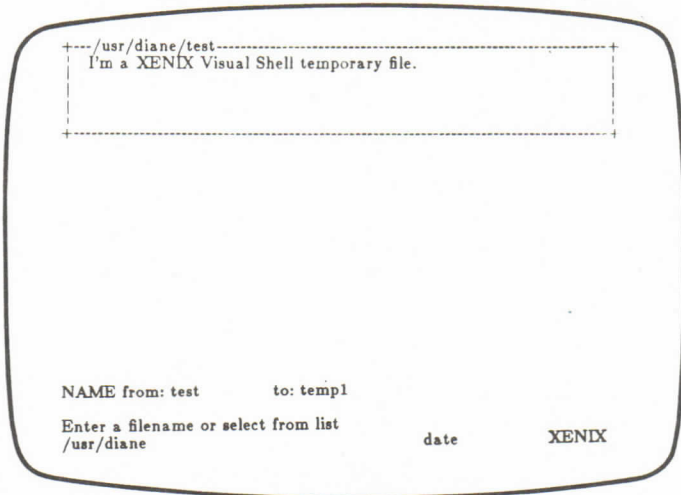 /usr/diane/test
I'm a XENIX Visual Shell temporary file.
NAME from: test to: temp1
Enter a filename or select from list
/usr/diane date XENIX